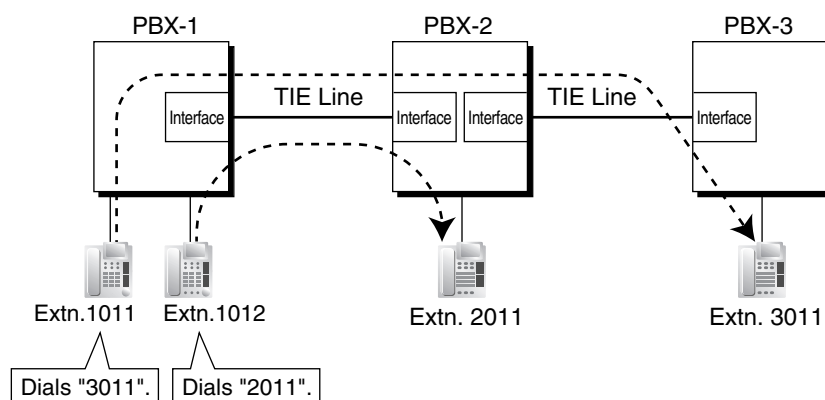 PBX-1
PBX-2
PBX-3
TIE Line
TIE Line
Interface
Interface
Interface
Interface
Extn.1011
Extn.1012
Extn. 2011
Extn. 3011
Dials "3011".
Dials "2011".